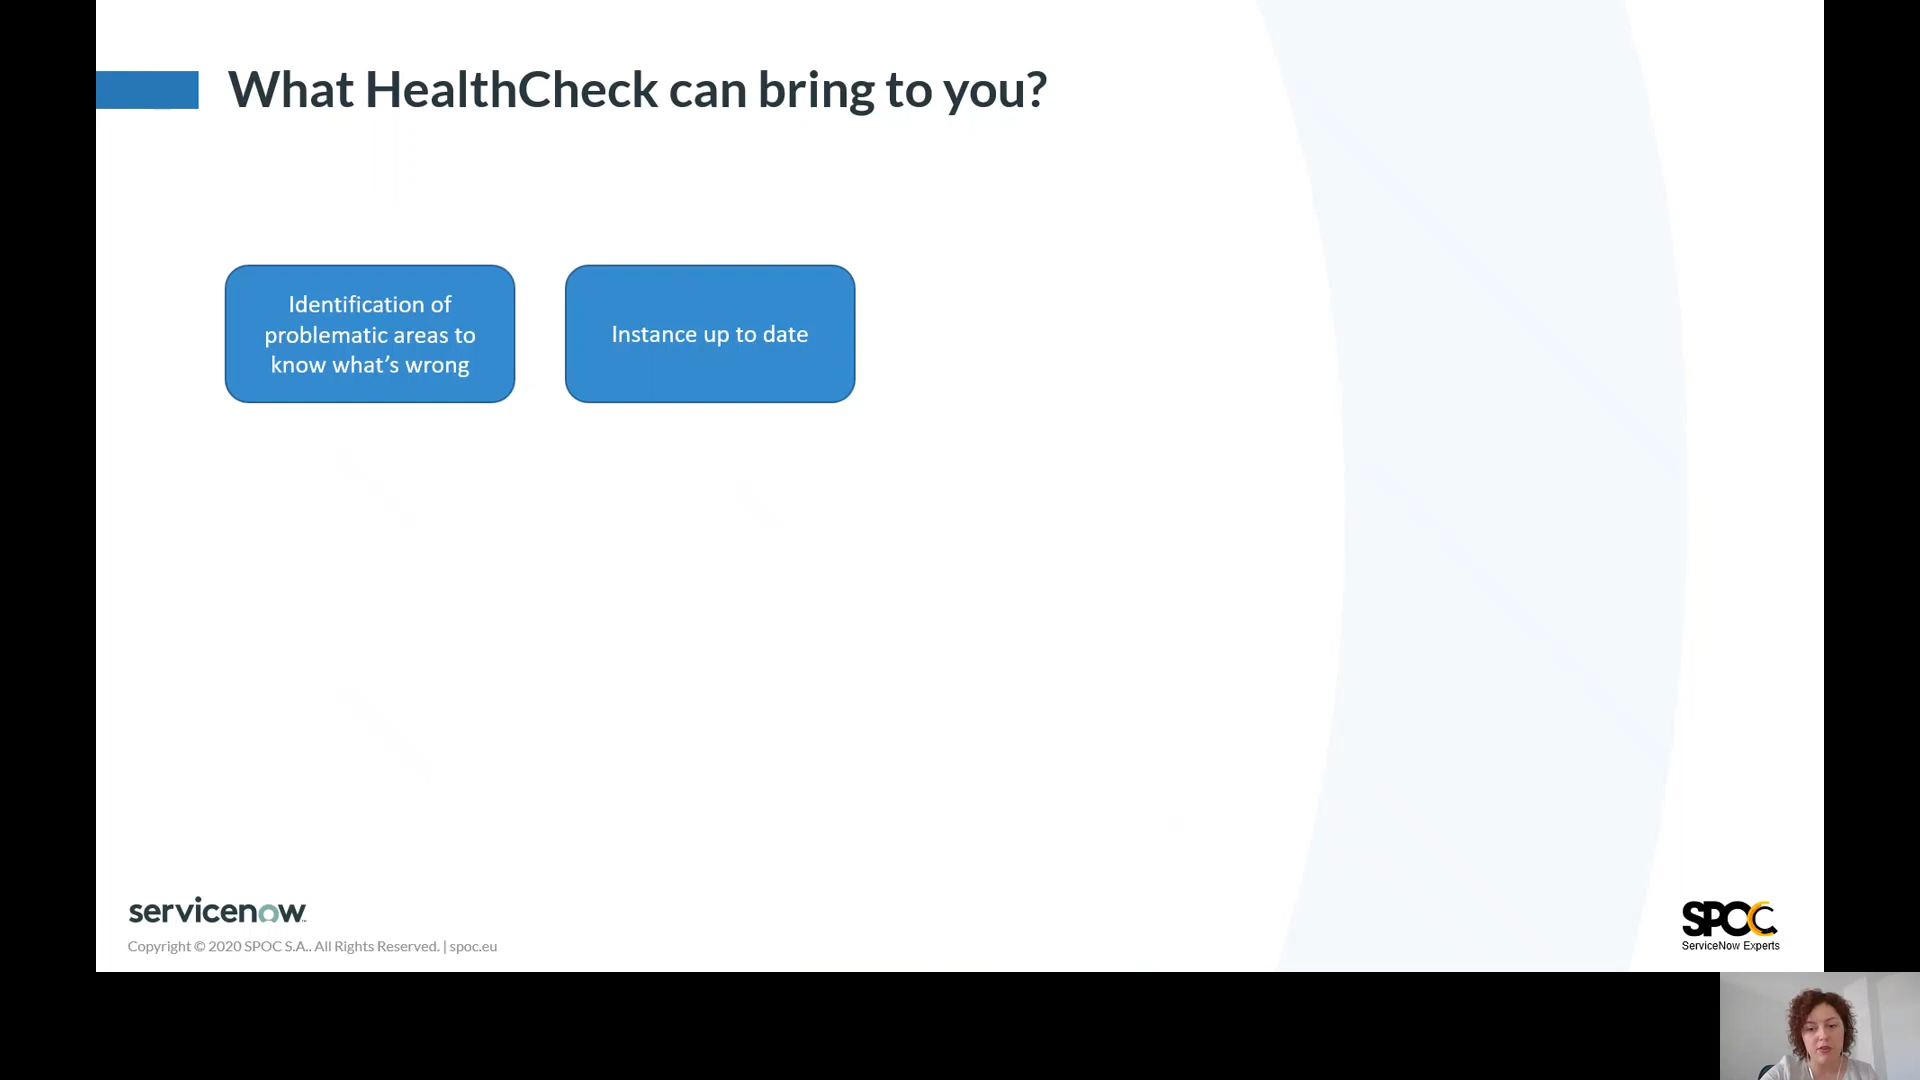 What HealthCheck can bring to you?
Identification of
problematic areas to
know what's wrong
Instance up to date
servicenow
Copyright © 2020 SPOC S.A.. All Rights Reserved. | spoc.eu
SPOC
ServiceNow Experts